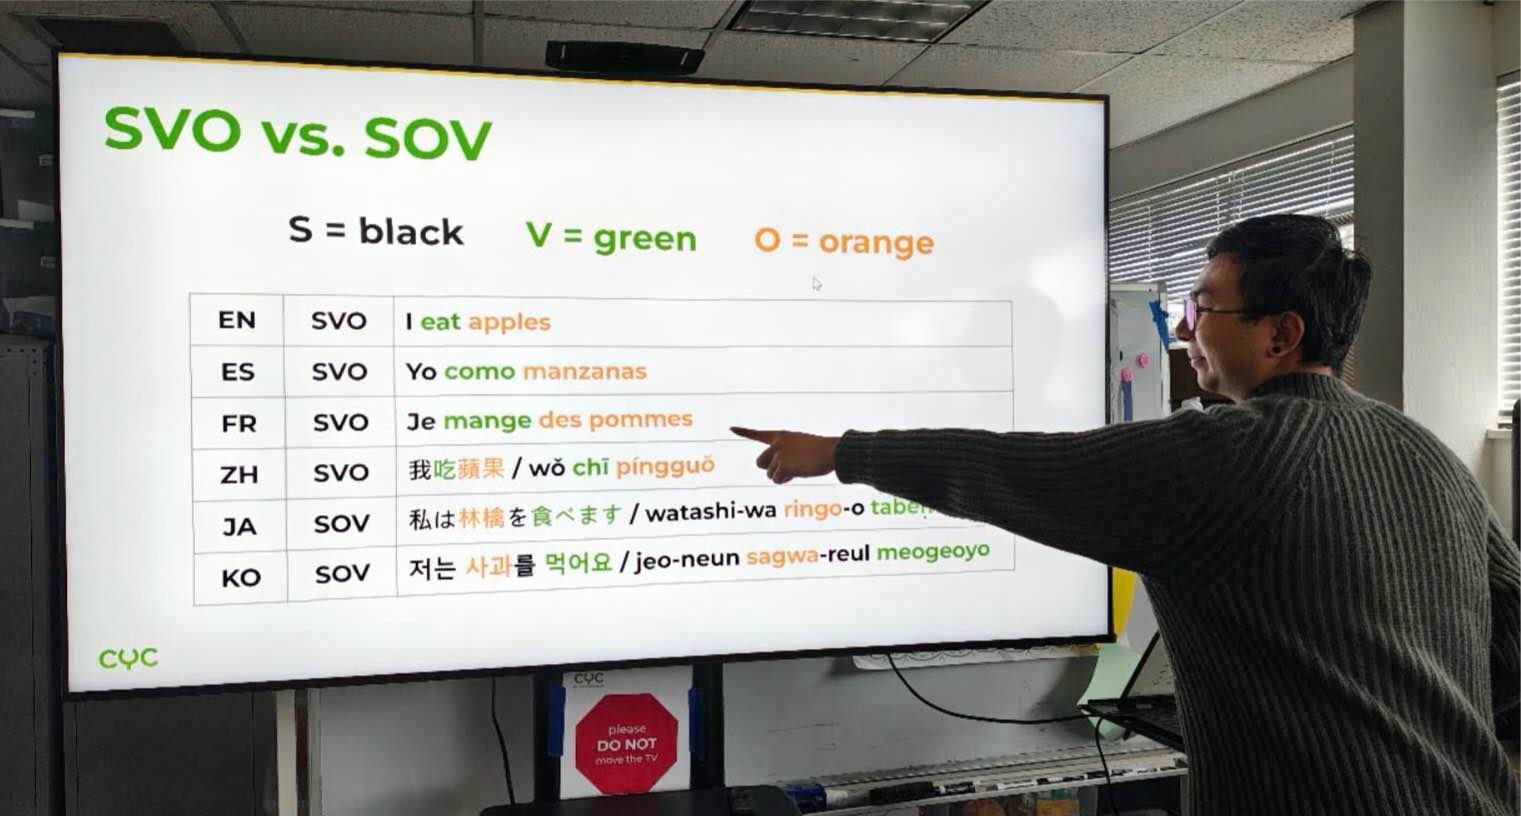 SVO vs. SOV
S = black V = green O = orange
EN SVO I eat apples
ES SVO Yo como manzanas
FR SVO Je mange des pommes
ZH SVO 我吃蘋果 / wǒ chī píngguǒ
JA SOV 私は林檎を食べます / watashi-wa ringo-o
KO SOV 저는 사과를 먹어요 / jeo-neun sagwa-reul meogeoyo
CYC
CYC
please
DO NOT
move the TV